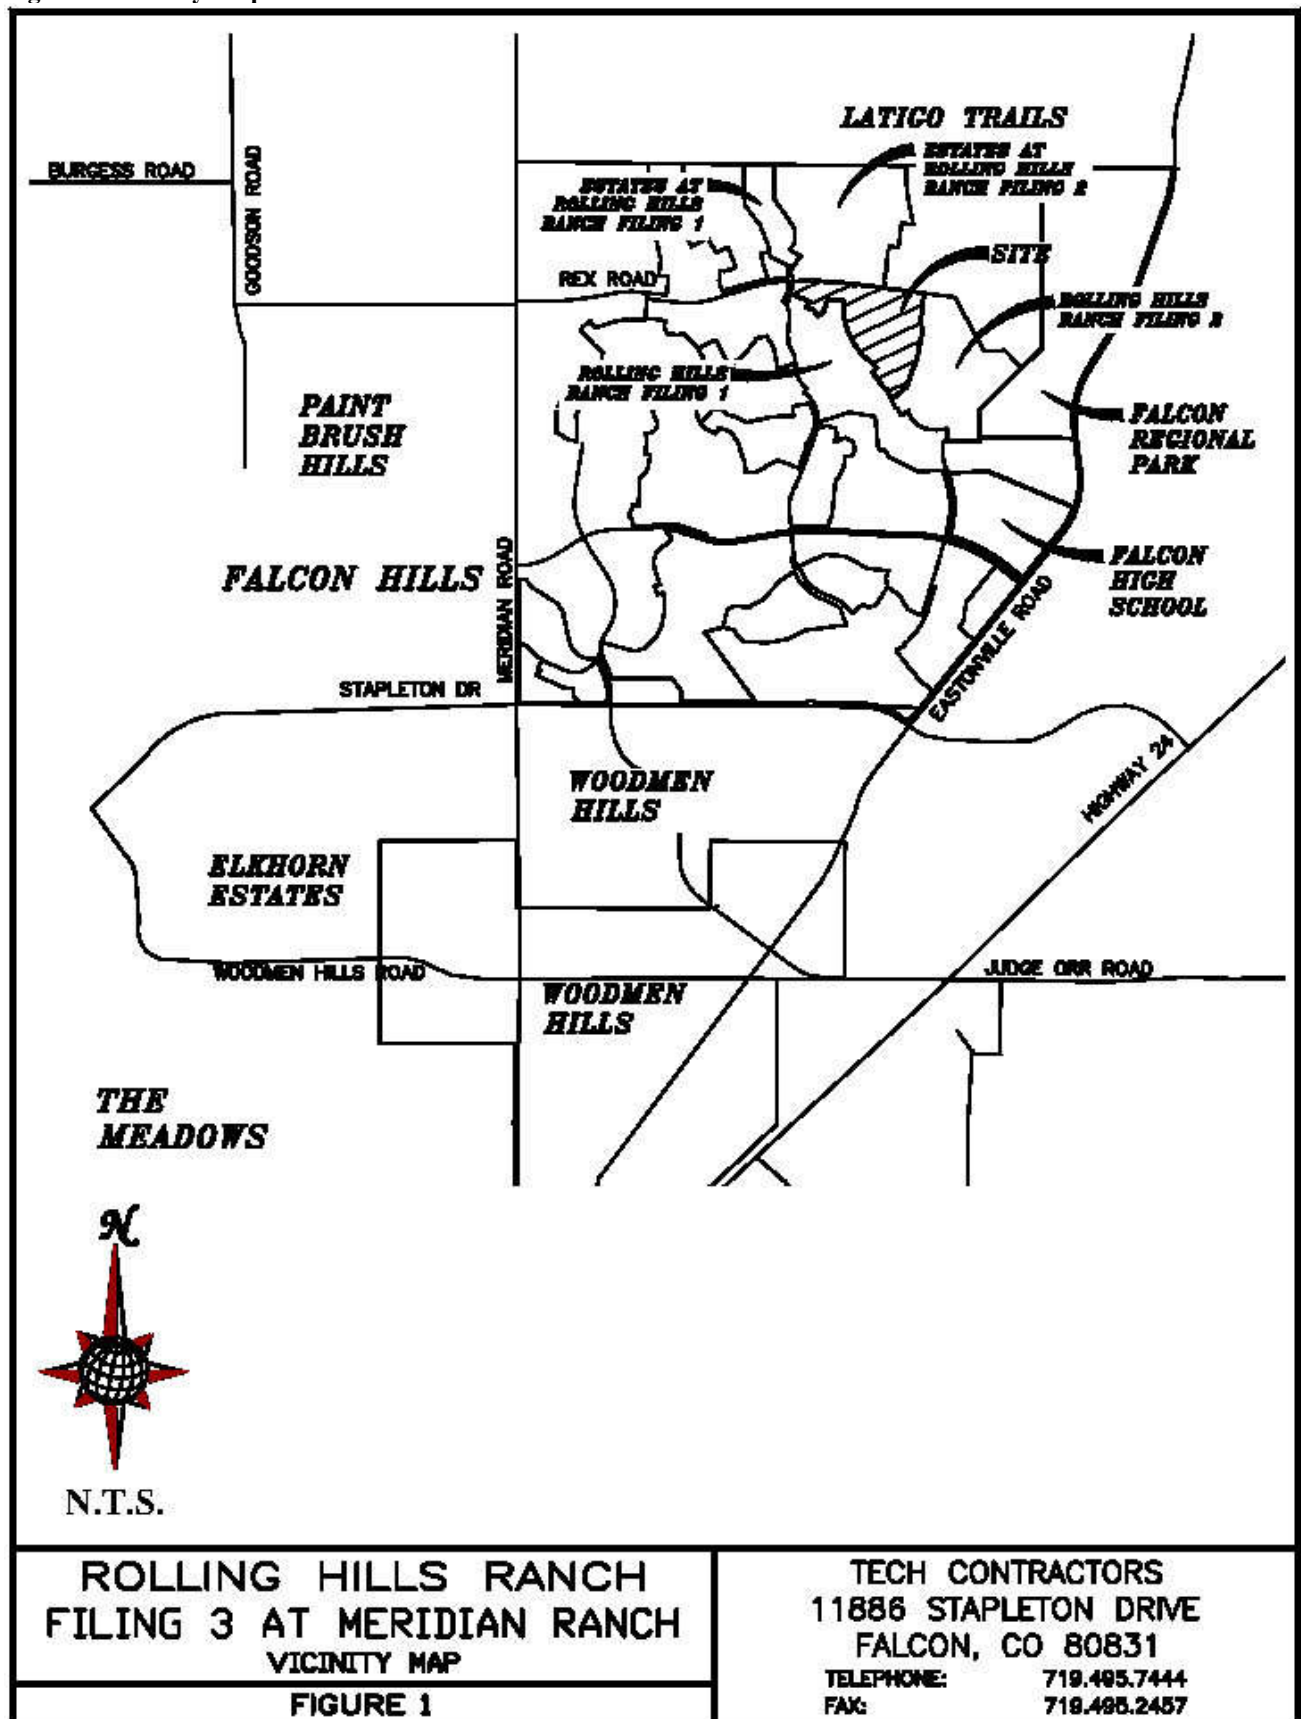 LATIGO TRAILS
ESTATES AT
ROLLING HILLS
RANCH FILING 2
BURGESS ROAD
GOODSON ROAD
ESTATES AT
ROLLING HILLS
RANCH FILING 1
SITE
REX ROAD
ROLLING HILLS
RANCH FILING
ROLLING HILLS
RANCH FILING 1
PAINT
BRUSH
HILLS
FALCON
REGIONAL
PARK
FALCON HILLS
MERIDIAN ROAD
FALCON
HIGH
SCHOOL
EASTONVILLE ROAD
STAPLETON DR
HIGHWAY 24
WOODMEN
HILLS
ELKHORN
ESTATES
WOODMEN HILLS ROAD
JUDGE ORR ROAD
WOODMEN
HILLS
THE
MEADOWS
N
N.T.S.
ROLLING HILLS RANCH
FILING 3 AT MERIDIAN RANCH
VICINITY MAP
FIGURE 1
TECH CONTRACTORS
11886 STAPLETON DRIVE
FALCON, CO 80831
TELEPHONE: 719.495.7444
FAX: 719.495.2457